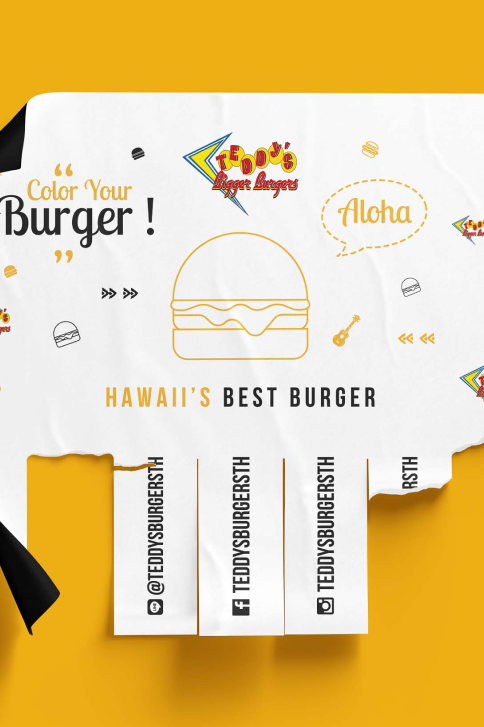 TEDDY'S
Bigger Burgers
“
Color Your
Burger !
”
Aloha
HAWAII'S BEST BURGER
@TEDDYSBURGERSTH
TEDDYSBURGERSTH
TEDDYSBURGERSTH
RSTH